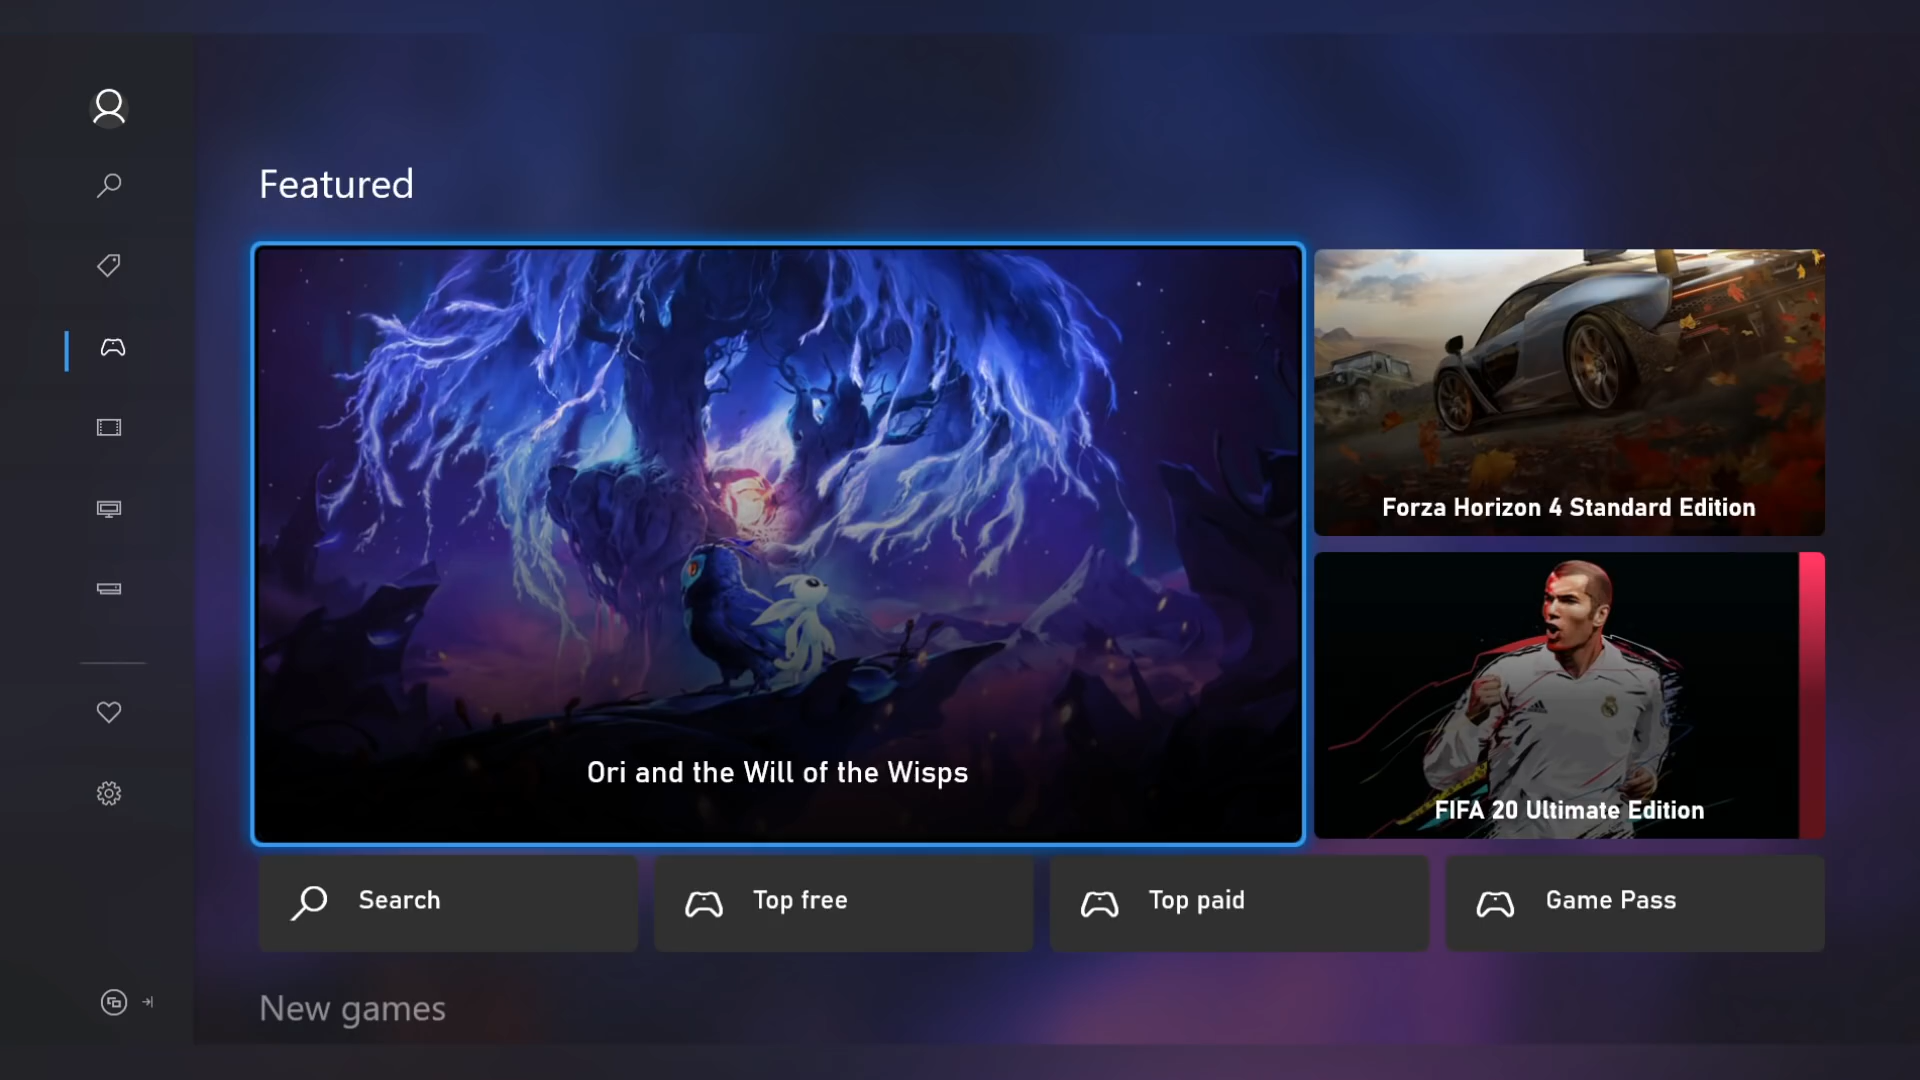 Featured
Ori and the Will of the Wisps
Forza Horizon 4 Standard Edition
FIFA 20 Ultimate Edition
Search
Top free
Top paid
Game Pass
New games